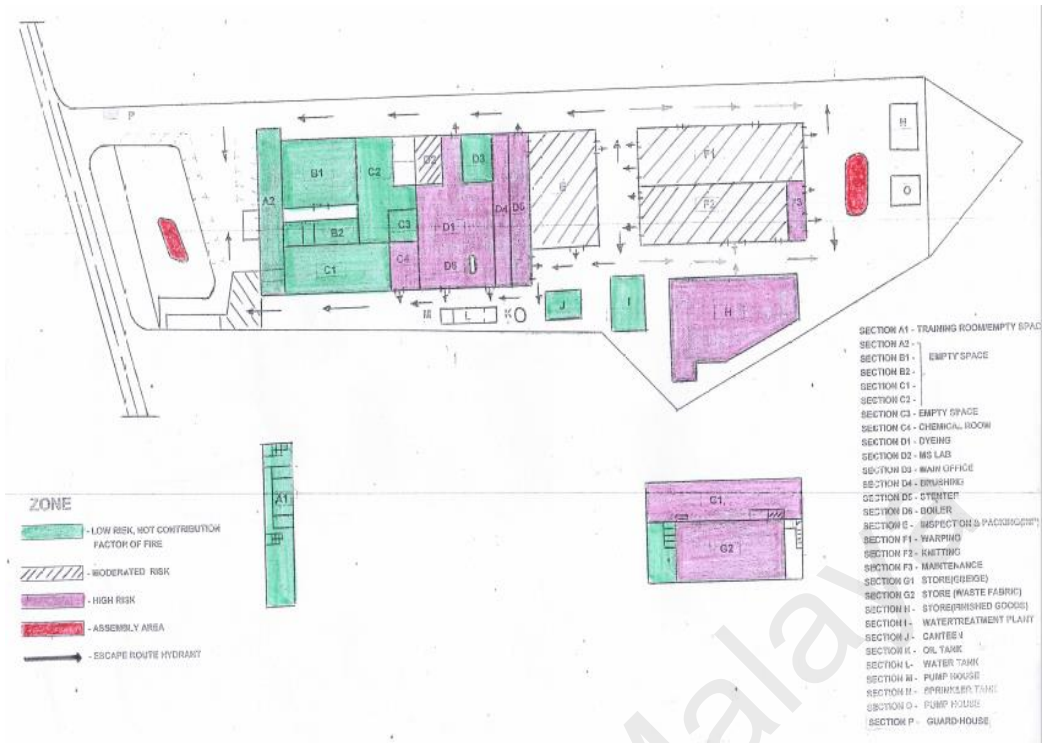 P
H
F1
O
B1
C2
D2
D3
A2
E
F2
F3
D1
D4
D5
C3
B2
C4
C1
D6
J
I
H
M
L
K
SECTION A1 - TRAINING ROOM/EMPTY SPAC
SECTION A2 -
SECTION B1 - EMPTY SPACE
SECTION B2 -
SECTION C1 -
SECTION C2 -
SECTION C3 - EMPTY SPACE
SECTION C4 - CHEMICAL ROOM
SECTION D1 - DYEING
SECTION D2 - MS LAB
SECTION D3 - MAIN OFFICE
SECTION D4 - BRUSHING
SECTION D5 - STENTER
SECTION D6 - BOILER
SECTION E - INSPECTION & PACKING
SECTION F1 - WARPING
SECTION F2 - KNITTING
SECTION F3 - MAINTENANCE
SECTION G1 STORE(GREIGE)
SECTION G2 STORE (WASTE FABRIC)
SECTION H - STORE(FINISHED GOODS)
SECTION I - WATERTREATMENT PLANT
SECTION J - CANTEEN
SECTION K - OIL TANK
SECTION L- WATER TANK
SECTION M - PUMP HOUSE
SECTION N - SPRINKLER TANK
SECTION O - PUMP HOUSE
SECTION P - GUARD HOUSE
A1
G1
G2
ZONE
- LOW RISK, NOT CONTRIBUTION
FACTOR OF FIRE
- MODERATED RISK
- HIGH RISK
- ASSEMBLY AREA
- ESCAPE ROUTE HYDRANT
Malaya